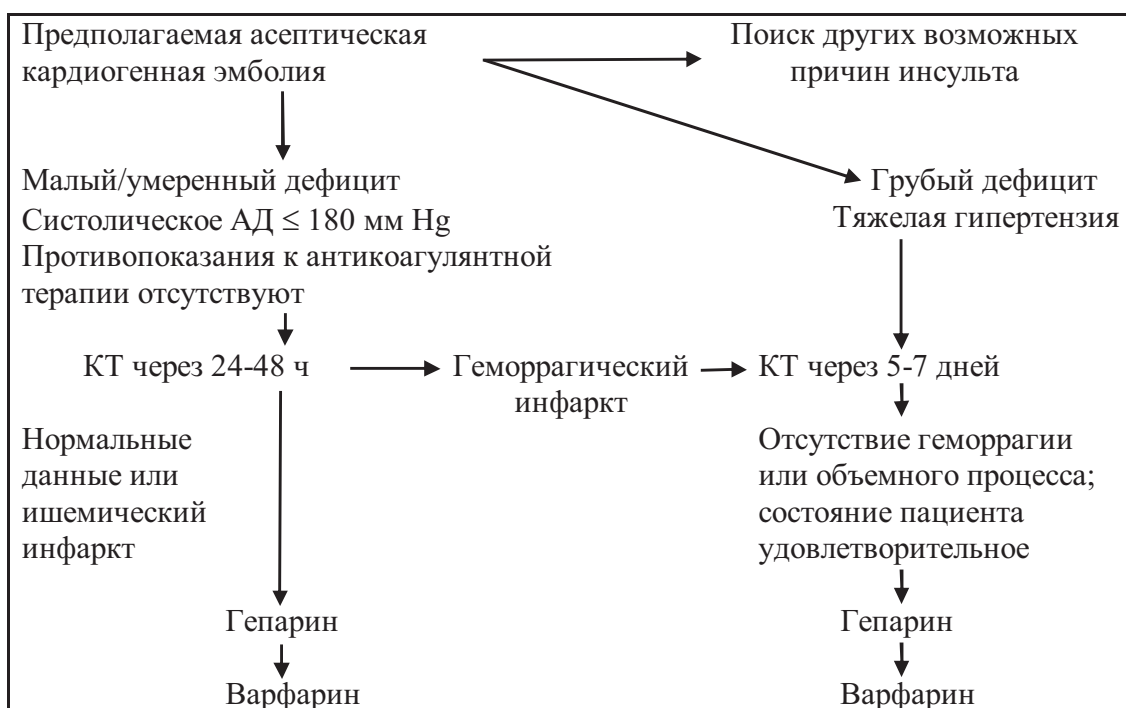 Предполагаемая асептическая
кардиогенная эмболия
Поиск других возможных
причин инсульта
Малый/умеренный дефицит
Систолическое АД ≤ 180 мм Hg
Противопоказания к антикоагулянтной
терапии отсутствуют
Грубый дефицит
Тяжелая гипертензия
КТ через 24-48 ч
Геморрагический
инфаркт
КТ через 5-7 дней
Нормальные
данные или
ишемический
инфаркт
Отсутствие геморрагии
или объемного процесса;
состояние пациента
удовлетворительное
Гепарин
Гепарин
Варфарин
Варфарин